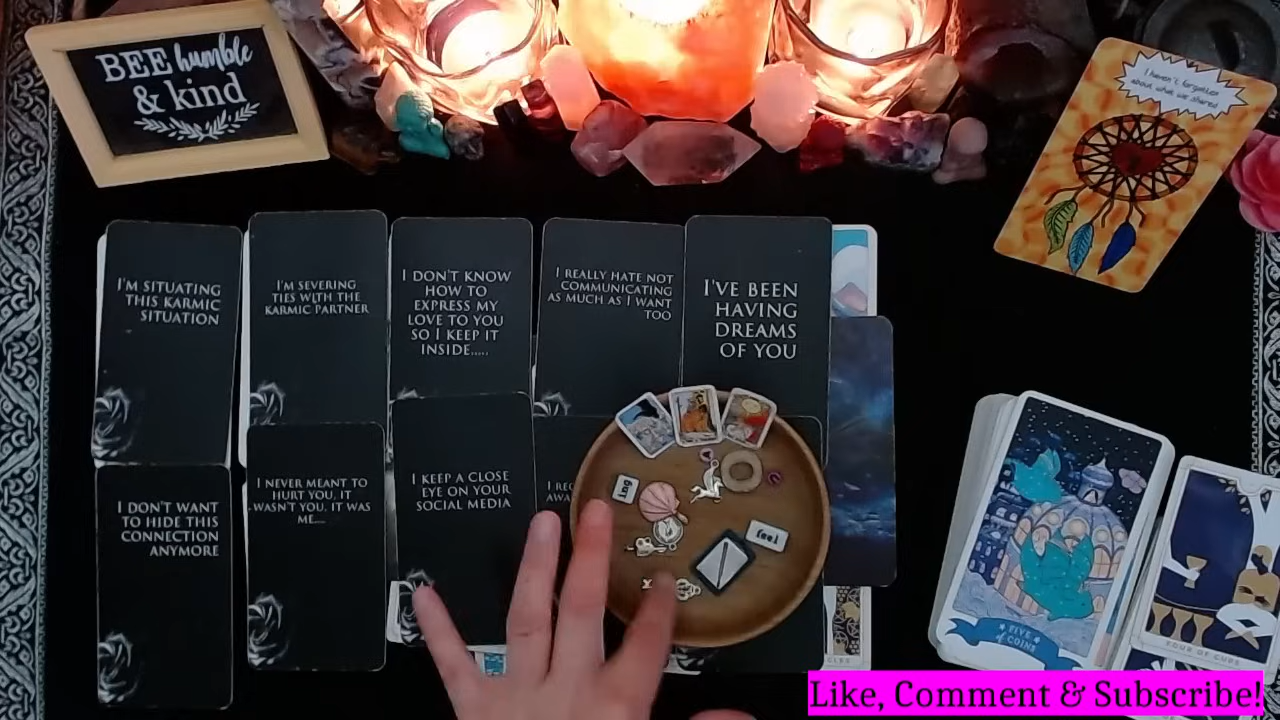 BEE humble
& kind
I haven't forgotten
about what we shared
I'M SITUATING
THIS KARMIC
SITUATION
I'M SEVERING
TIES WITH THE
KARMIC PARTNER
I DON'T KNOW
HOW TO
EXPRESS MY
LOVE TO YOU
SO I KEEP IT
INSIDE.....
I REALLY HATE NOT
COMMUNICATING
AS MUCH AS I WANT
TOO
I'VE BEEN
HAVING
DREAMS
OF YOU
I DON'T WANT
TO HIDE THIS
CONNECTION
ANYMORE
I NEVER MEANT TO
HURT YOU, IT
WASN'T YOU, IT WAS
ME....
I KEEP A CLOSE
EYE ON YOUR
SOCIAL MEDIA
ing
feel
FIVE
of COINS
FOUR OF CUPS
Like, Comment & Subscribe!